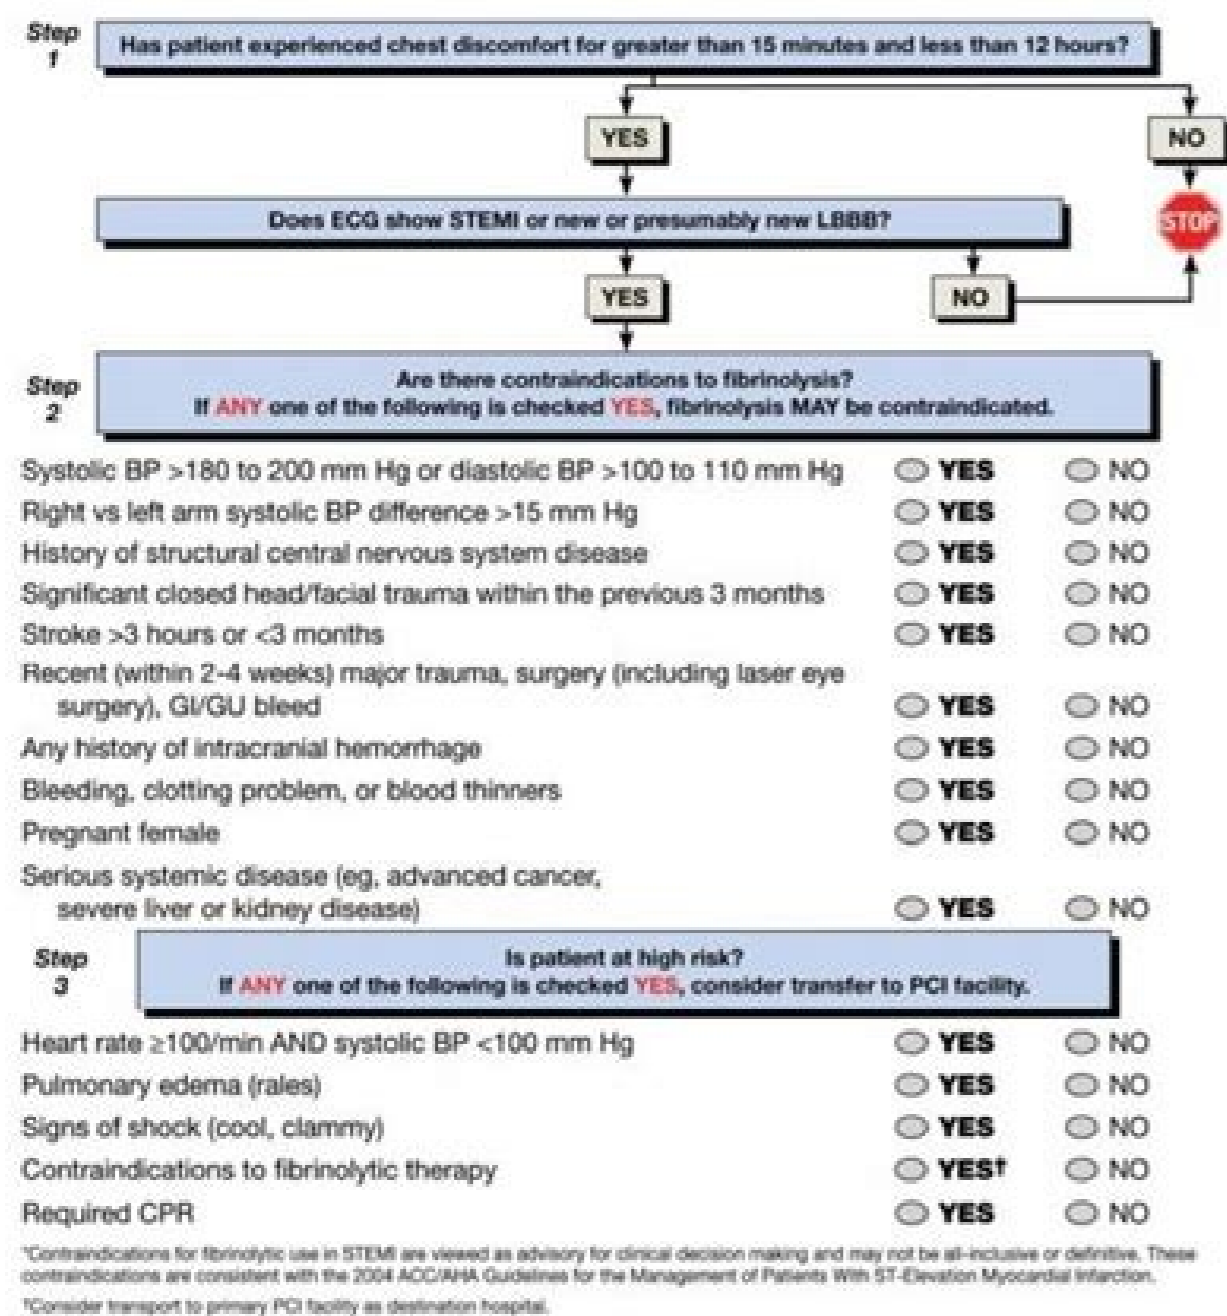 Step
1
Has patient experienced chest discomfort for greater than 15 minutes and less than 12 hours?
YES
NO
Does ECG show STEMI or new or presumably new LBBB?
STOP
YES
NO
Step
2
Are there contraindications to fibrinolysis?
If ANY one of the following is checked YES, fibrinolysis MAY be contraindicated.
Systolic BP >180 to 200 mm Hg or diastolic BP >100 to 110 mm Hg YES NO
Right vs left arm systolic BP difference >15 mm Hg YES NO
History of structural central nervous system disease YES NO
Significant closed head/facial trauma within the previous 3 months YES NO
Stroke >3 hours or <3 months YES NO
Recent (within 2-4 weeks) major trauma, surgery (including laser eye
surgery), GI/GU bleed YES NO
Any history of intracranial hemorrhage YES NO
Bleeding, clotting problem, or blood thinners YES NO
Pregnant female YES NO
Serious systemic disease (eg, advanced cancer,
severe liver or kidney disease) YES NO
Step
3
Is patient at high risk?
If ANY one of the following is checked YES, consider transfer to PCI facility.
Heart rate ≥100/min AND systolic BP <100 mm Hg YES NO
Pulmonary edema (rales) YES NO
Signs of shock (cool, clammy) YES NO
Contraindications to fibrinolytic therapy YES† NO
Required CPR YES NO
*Contraindications for fibrinolytic use in STEMI are viewed as advisory for clinical decision making and may not be all-inclusive or definitive. These
contraindications are consistent with the 2004 ACC/AHA Guidelines for the Management of Patients With ST-Elevation Myocardial Infarction.
†Consider transport to primary PCI facility as destination hospital.